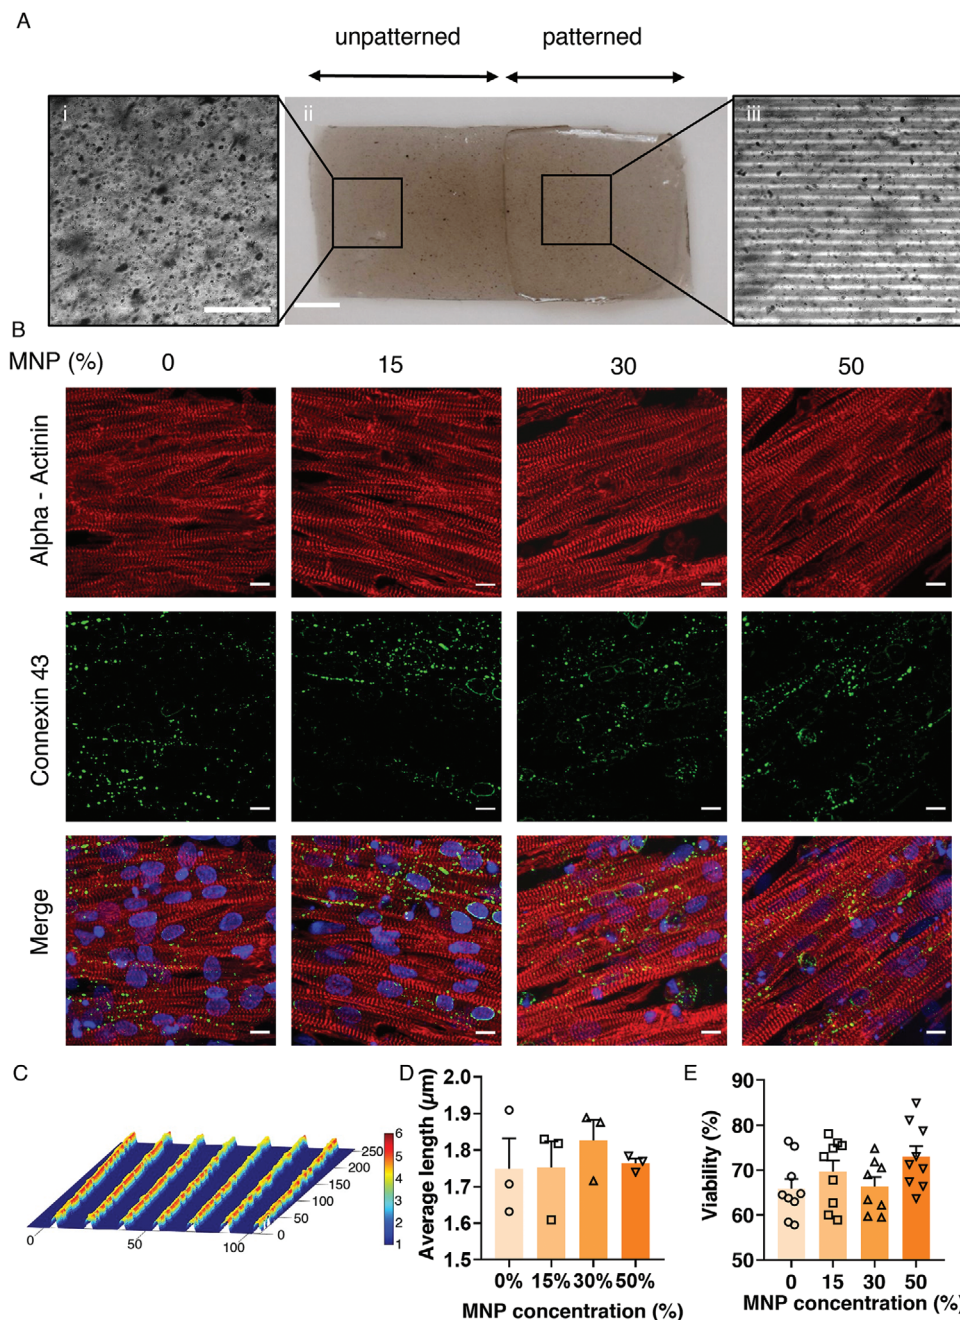 A
unpatterned patterned
i ii iii
B
MNP (%) 0 15 30 50
Alpha - Actinin
Connexin 43
Merge
C
6
5
4
3
2
1
250
200
150
100
50
0
0 50 100
D
Average length (µm)
2.0
1.9
1.8
1.7
1.6
1.5
0% 15% 30% 50%
MNP concentration (%)
E
Viability (%)
90
80
70
60
50
0 15 30 50
MNP concentration (%)